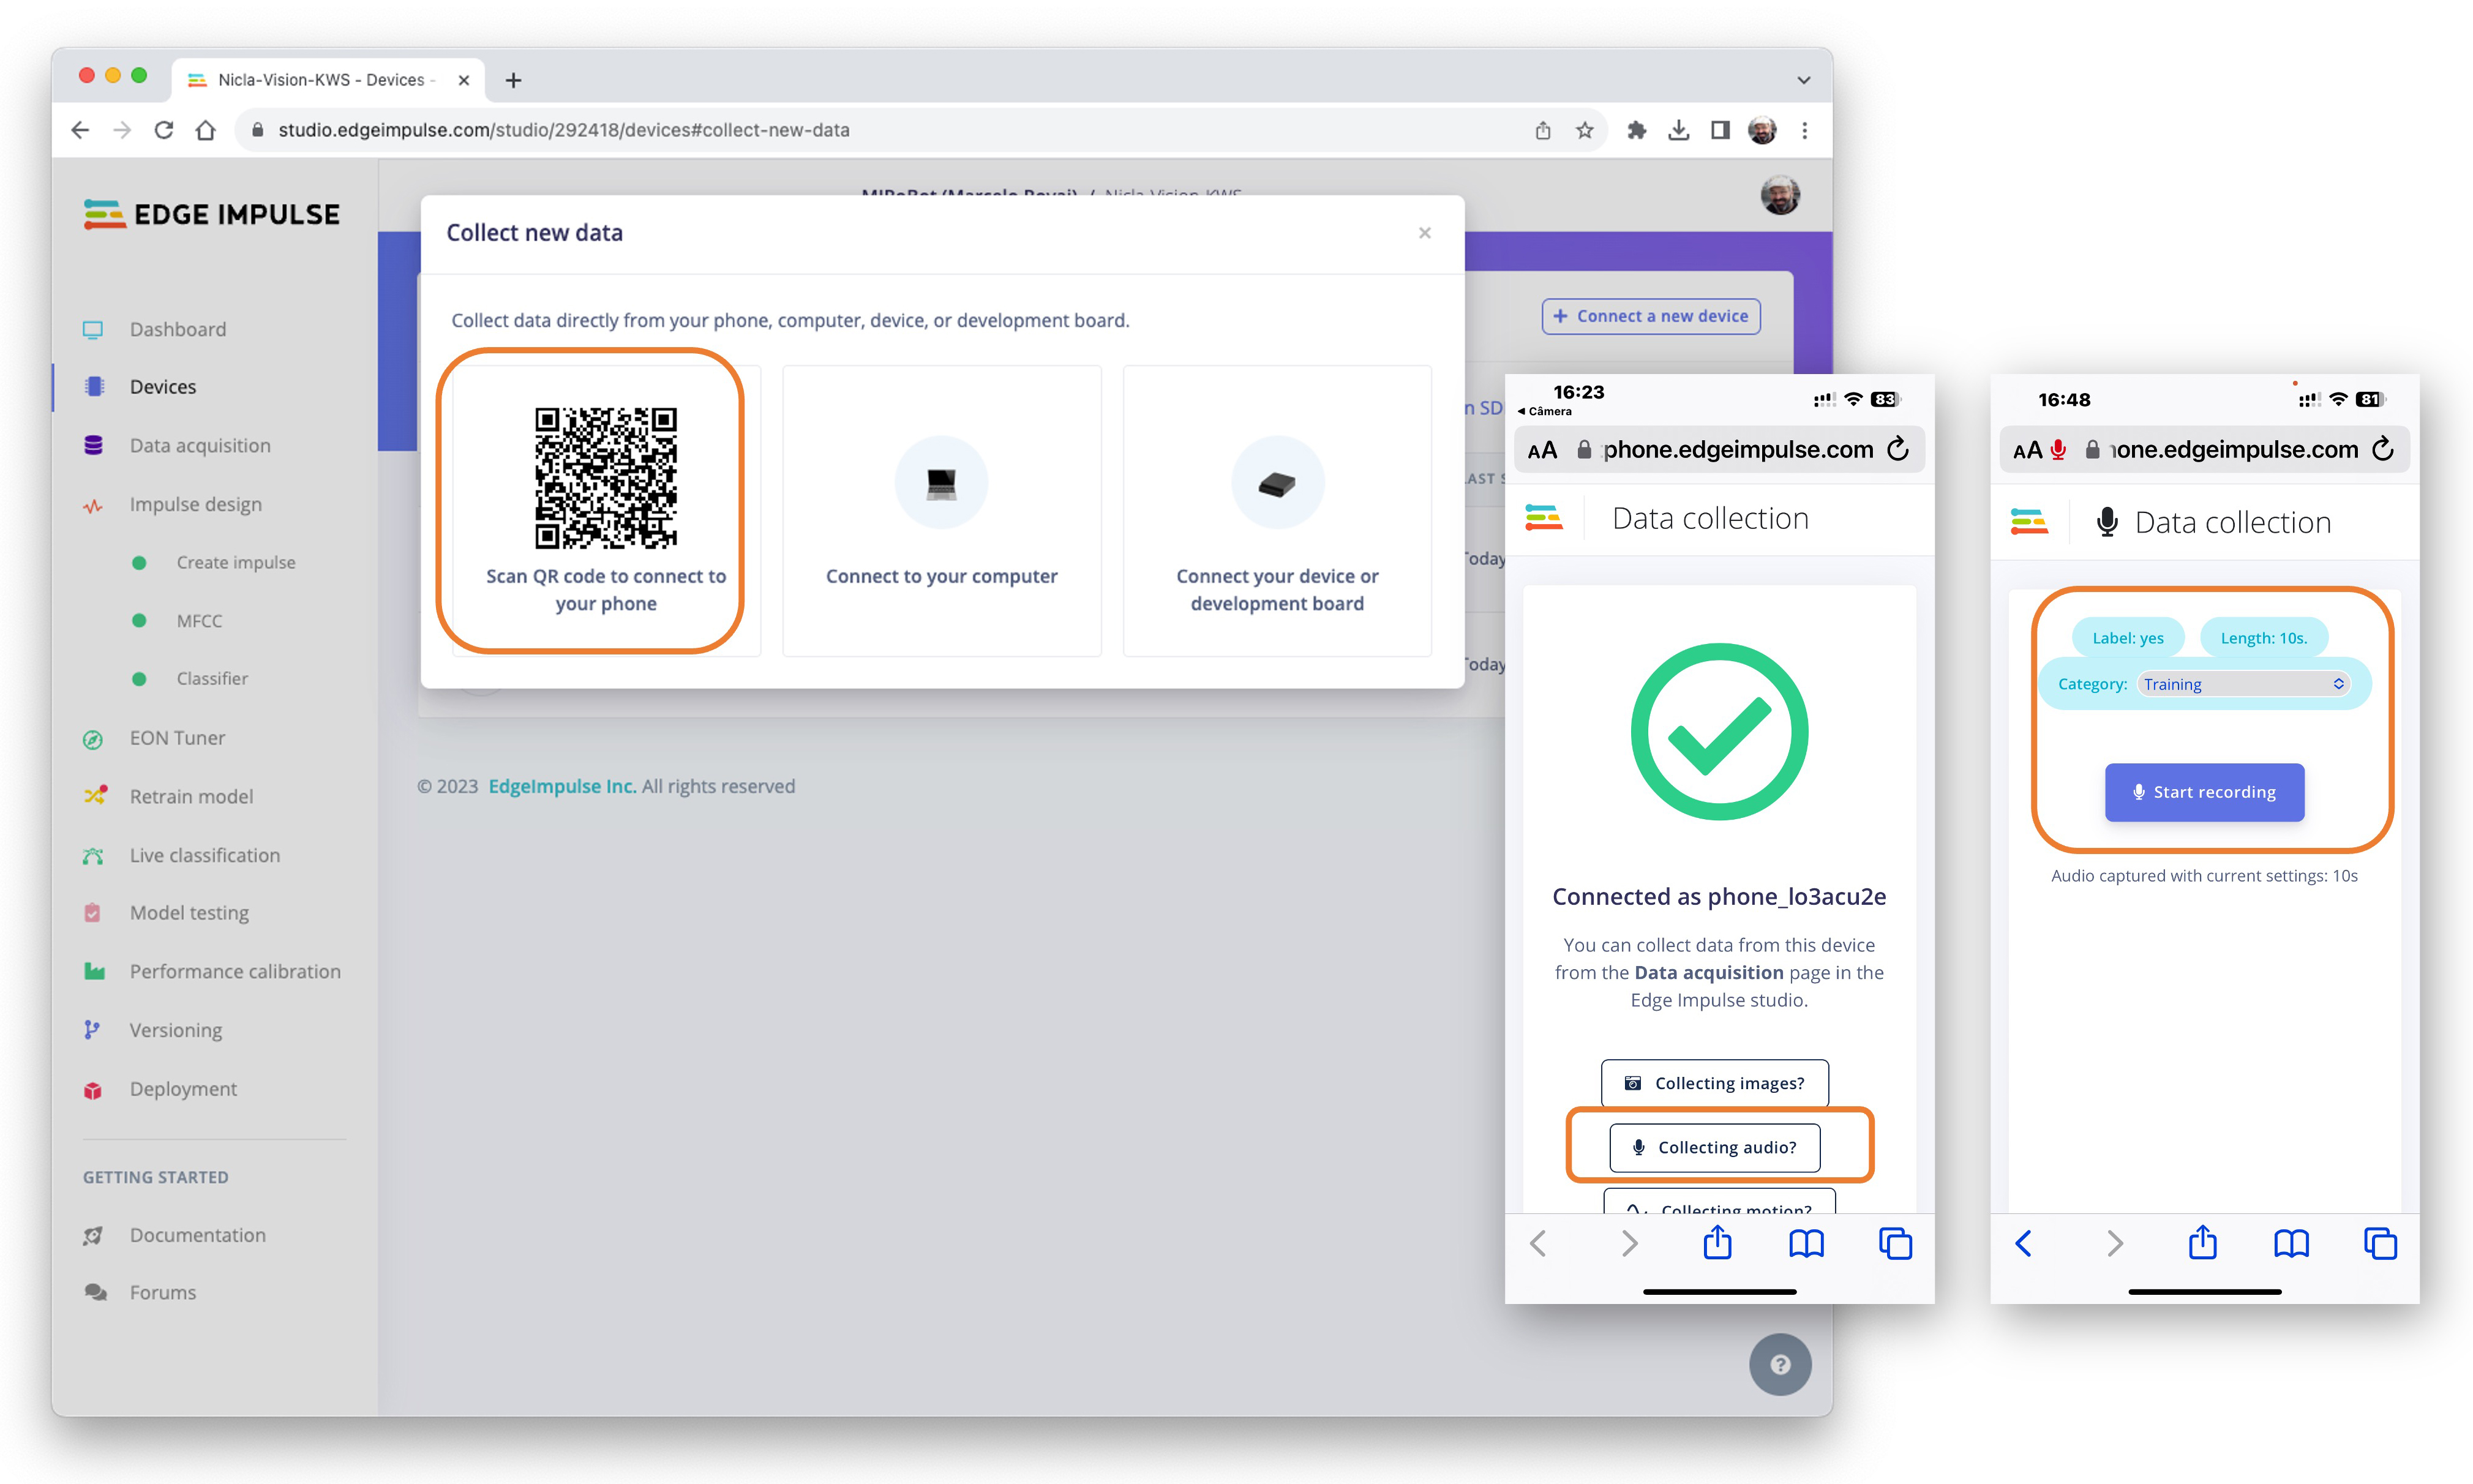 Nicla-Vision-KWS - Devices -
studio.edgeimpulse.com/studio/292418/devices#collect-new-data
EDGE IMPULSE
Dashboard
Devices
Data acquisition
Impulse design
Create impulse
MFCC
Classifier
EON Tuner
Retrain model
Live classification
Model testing
Performance calibration
Versioning
Deployment
GETTING STARTED
Documentation
Forums
MJRoBot (Marcelo Rovai) / Nicla-Vision-KWS
Collect new data
Collect data directly from your phone, computer, device, or development board.
Scan QR code to connect to
your phone
Connect to your computer
Connect your device or
development board
+ Connect a new device
n SD
AST S
Today
Today
© 2023 EdgeImpulse Inc. All rights reserved
16:23
83
◂ Câmera
AA phone.edgeimpulse.com
Data collection
Connected as phone_lo3acu2e
You can collect data from this device
from the Data acquisition page in the
Edge Impulse studio.
Collecting images?
Collecting audio?
Collecting motion?
16:48
81
AA one.edgeimpulse.com
Data collection
Label: yes
Length: 10s.
Category: Training
Start recording
Audio captured with current settings: 10s
?